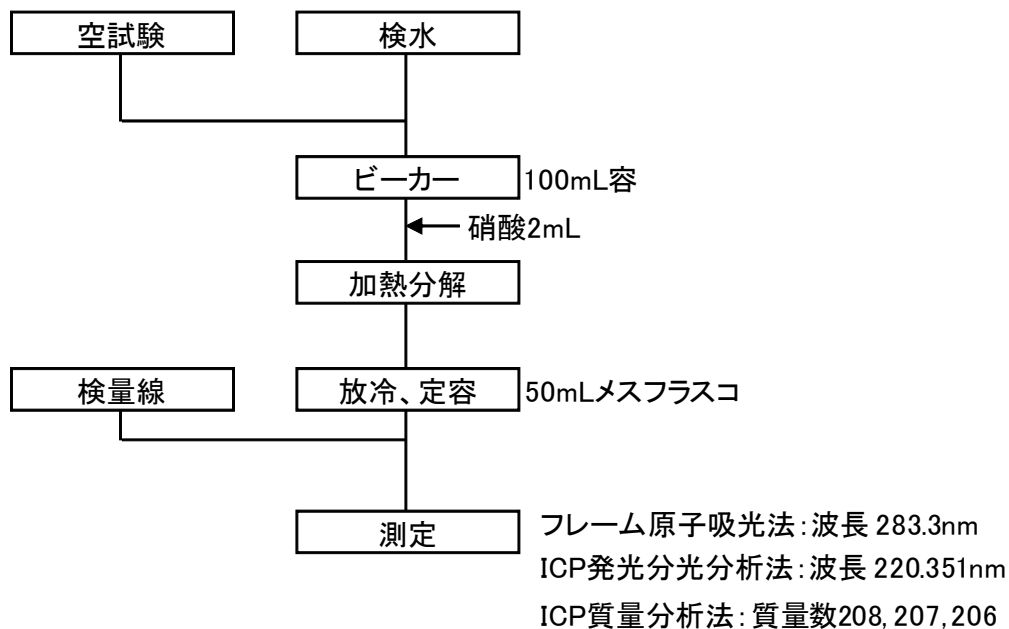 空試験
検水
ビーカー
100mL容
硝酸2mL
加熱分解
検量線
放冷、定容
50mLメスフラスコ
測定
フレーム原子吸光法:波長 283.3nm
ICP発光分光分析法:波長 220.351nm
ICP質量分析法:質量数208,207,206